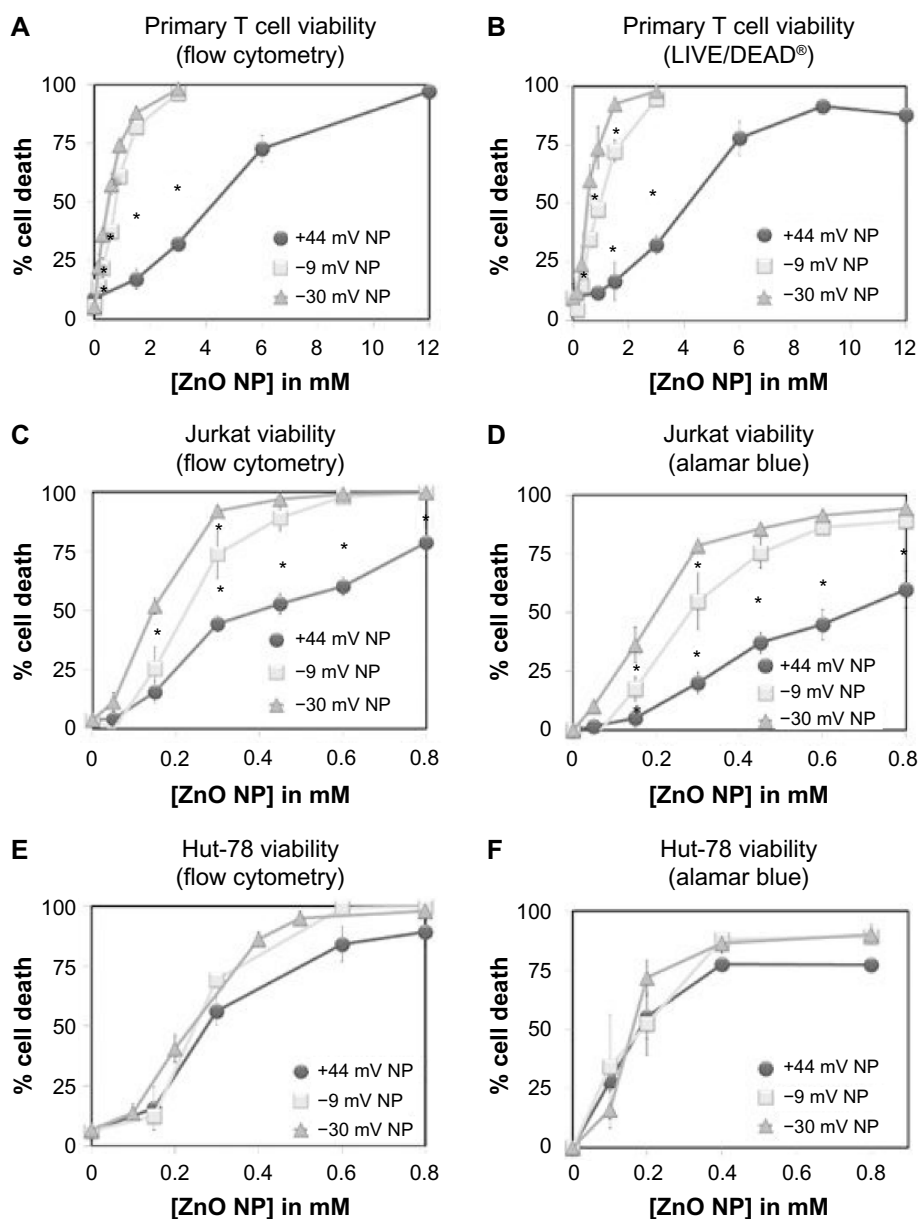 A
Primary T cell viability
(flow cytometry)
% cell death
100
75
50
25
0
0 2 4 6 8 10 12
[ZnO NP] in mM
+44 mV NP
−9 mV NP
−30 mV NP
* * * * * *
B
Primary T cell viability
(LIVE/DEAD®)
% cell death
100
75
50
25
0
0 2 4 6 8 10 12
[ZnO NP] in mM
+44 mV NP
−9 mV NP
−30 mV NP
* * * * *
C
Jurkat viability
(flow cytometry)
% cell death
100
75
50
25
0
0 0.2 0.4 0.6 0.8
[ZnO NP] in mM
+44 mV NP
−9 mV NP
−30 mV NP
* * * * * *
D
Jurkat viability
(alamar blue)
% cell death
100
75
50
25
0
0 0.2 0.4 0.6 0.8
[ZnO NP] in mM
+44 mV NP
−9 mV NP
−30 mV NP
* * * * * * *
E
Hut-78 viability
(flow cytometry)
% cell death
100
75
50
25
0
0 0.2 0.4 0.6 0.8
[ZnO NP] in mM
+44 mV NP
−9 mV NP
−30 mV NP
F
Hut-78 viability
(alamar blue)
% cell death
100
75
50
25
0
0 0.2 0.4 0.6 0.8
[ZnO NP] in mM
+44 mV NP
−9 mV NP
−30 mV NP